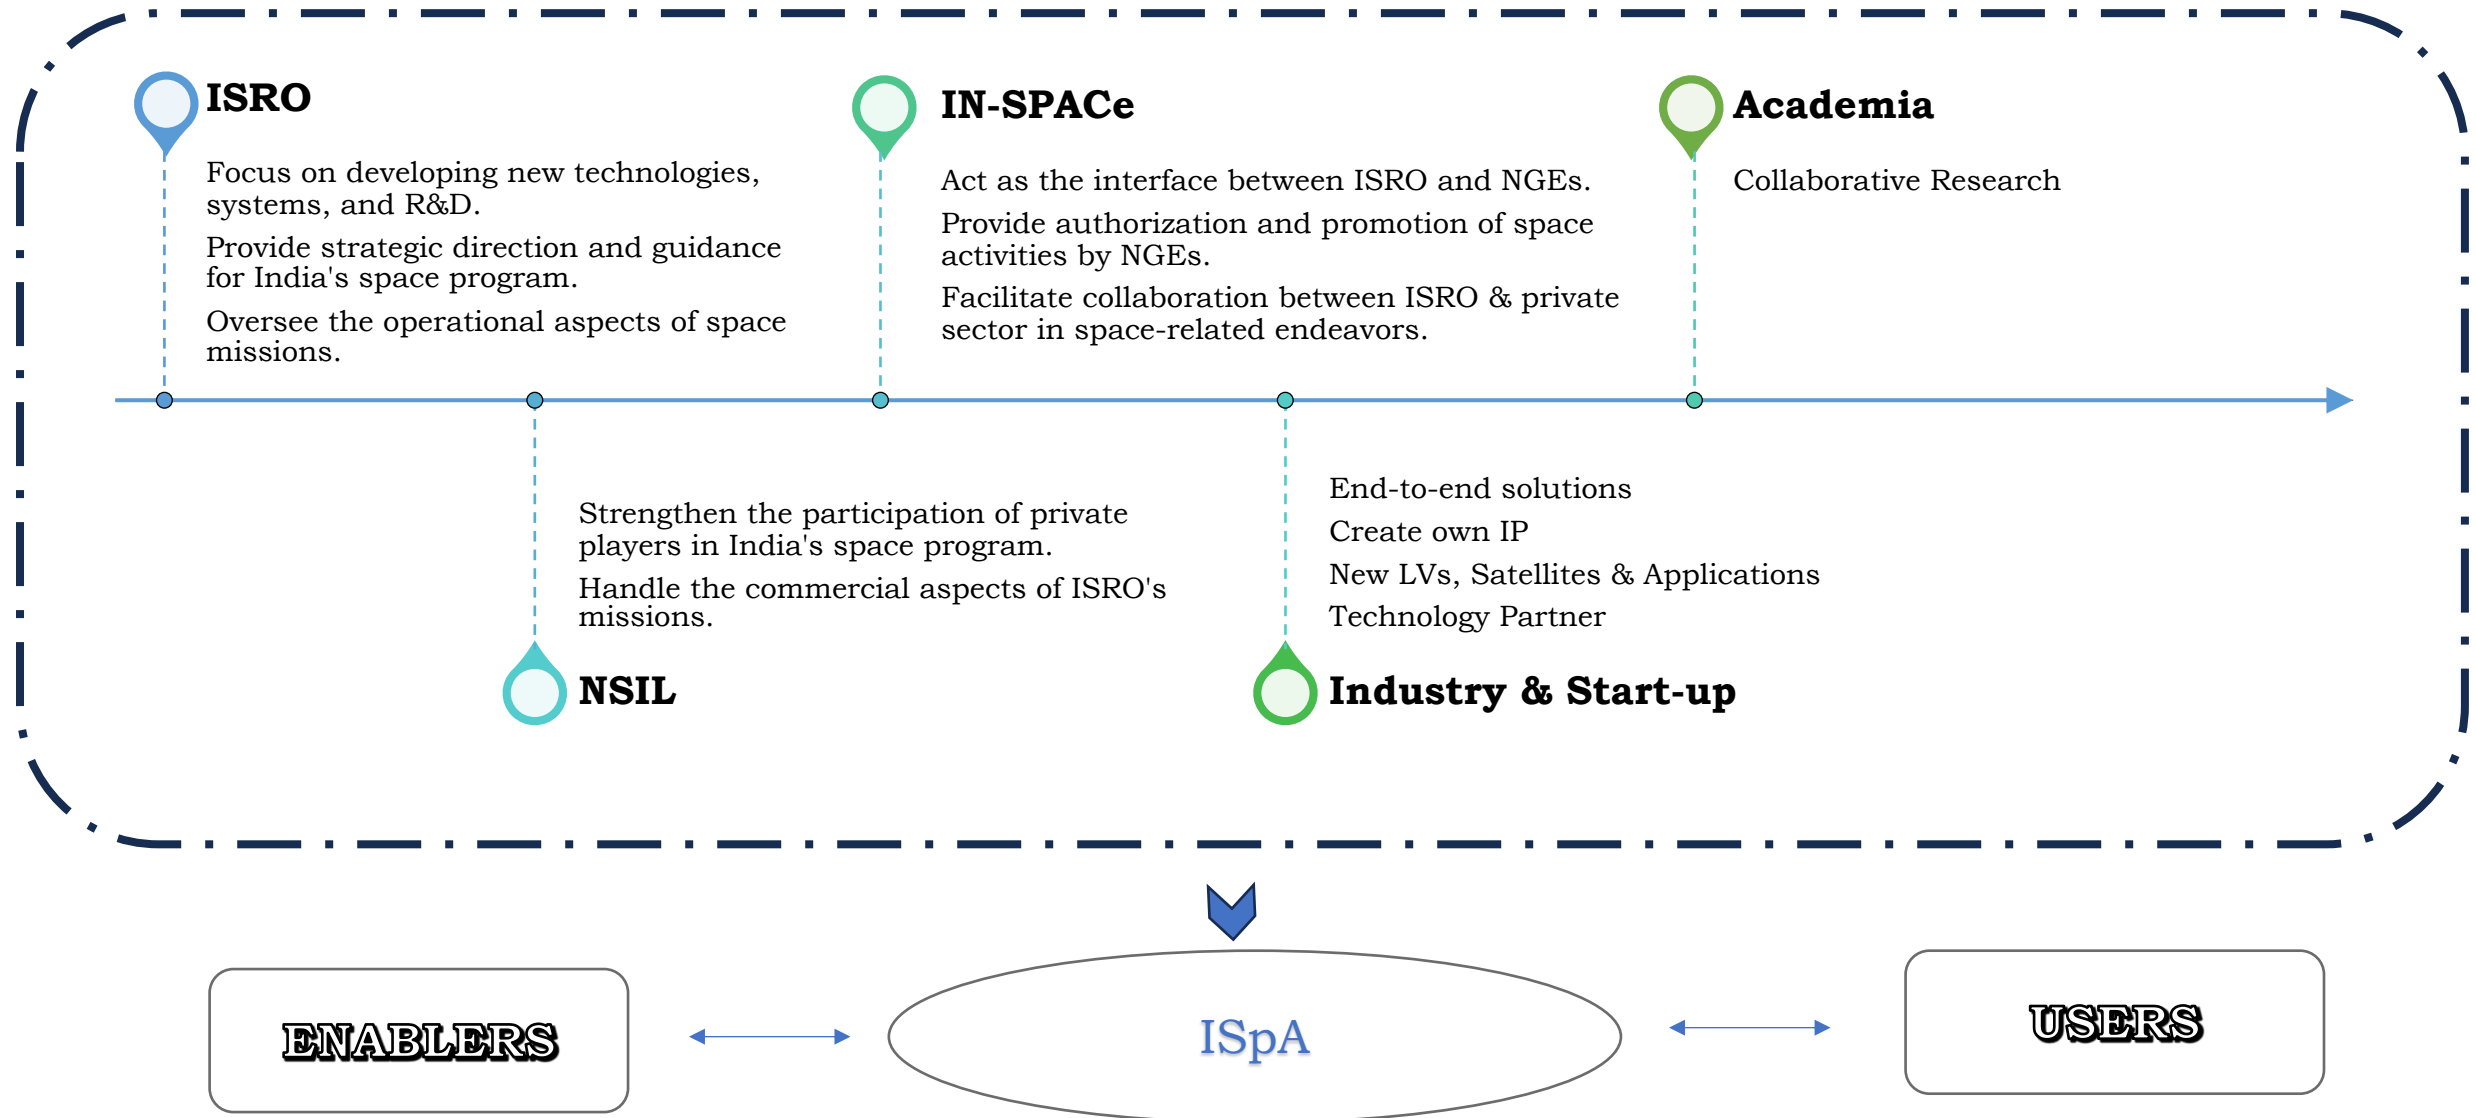 ISRO
Focus on developing new technologies,
systems, and R&D.
Provide strategic direction and guidance
for India's space program.
Oversee the operational aspects of space
missions.
IN-SPACe
Act as the interface between ISRO and NGEs.
Provide authorization and promotion of space
activities by NGEs.
Facilitate collaboration between ISRO & private
sector in space-related endeavors.
Academia
Collaborative Research
Strengthen the participation of private
players in India's space program.
Handle the commercial aspects of ISRO's
missions.
NSIL
End-to-end solutions
Create own IP
New LVs, Satellites & Applications
Technology Partner
Industry & Start-up
ENABLERS
ISpA
USERS